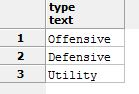 type
text
1 Offensive
2 Defensive
3 Utility